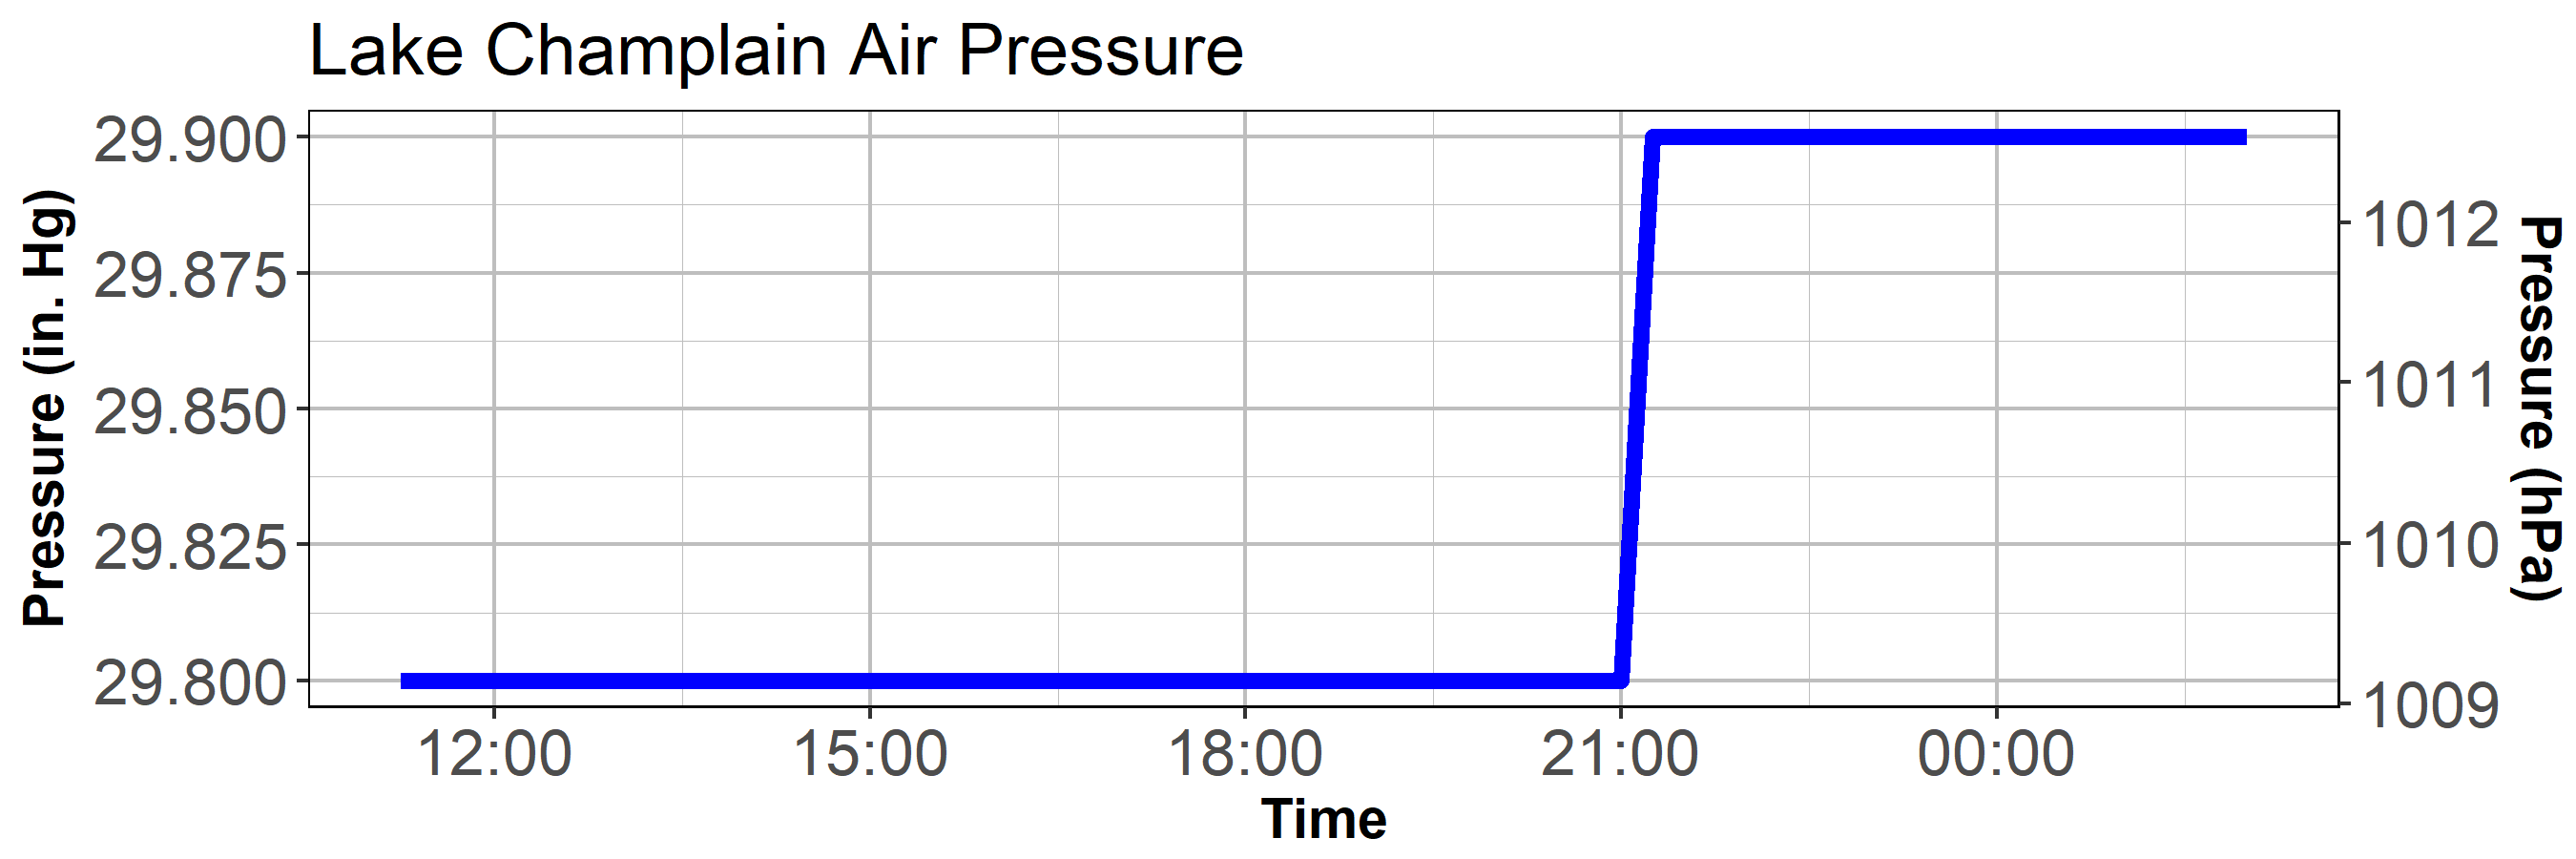 Lake Champlain Air Pressure
Pressure (in. Hg)
29.900
29.875
29.850
29.825
29.800
1012
1011
1010
1009
Pressure (hPa)
12:00 15:00 18:00 21:00 00:00
Time